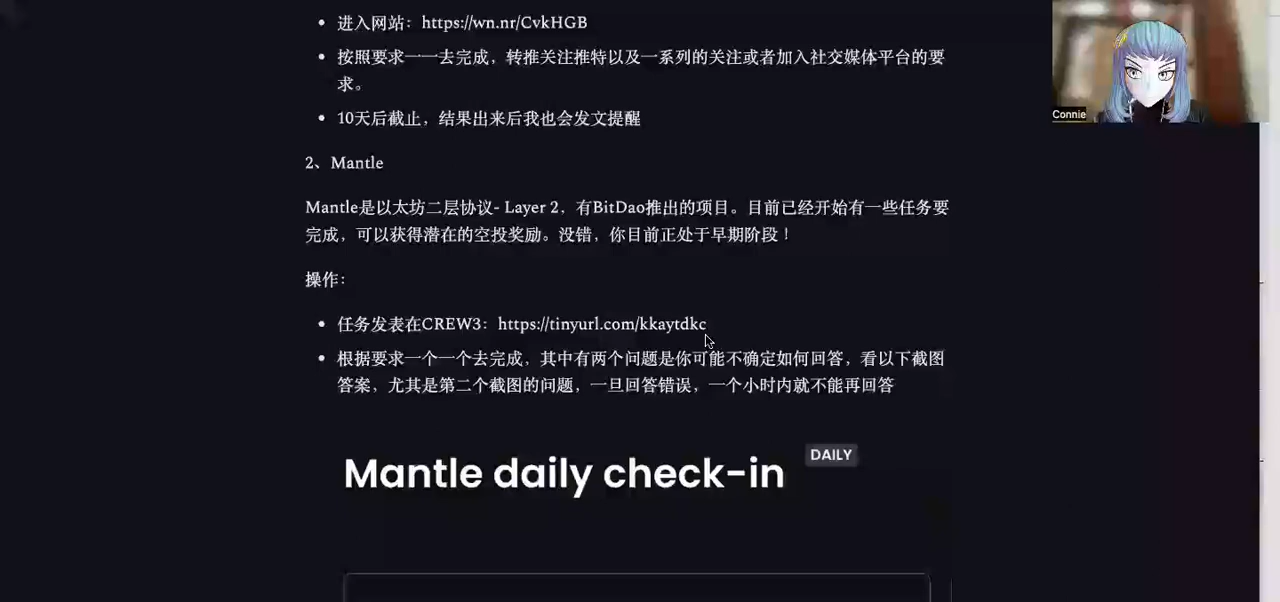 进入网站：https://wn.nr/CvkHGB
按照要求一一去完成，转推关注推特以及一系列的关注或者加入社交媒体平台的要
求。
10天后截止，结果出来后我也会发文提醒
Connie
2、Mantle
Mantle是以太坊二层协议- Layer 2，有BitDao推出的项目。目前已经开始有一些任务要
完成，可以获得潜在的空投奖励。没错，你目前正处于早期阶段！
操作：
任务发表在CREW3：https://tinyurl.com/kkaytdkc
根据要求一个一个去完成，其中有两个问题是你可能不确定如何回答，看以下截图
答案，尤其是第二个截图的问题，一旦回答错误，一个小时内就不能再回答
Mantle daily check-in DAILY